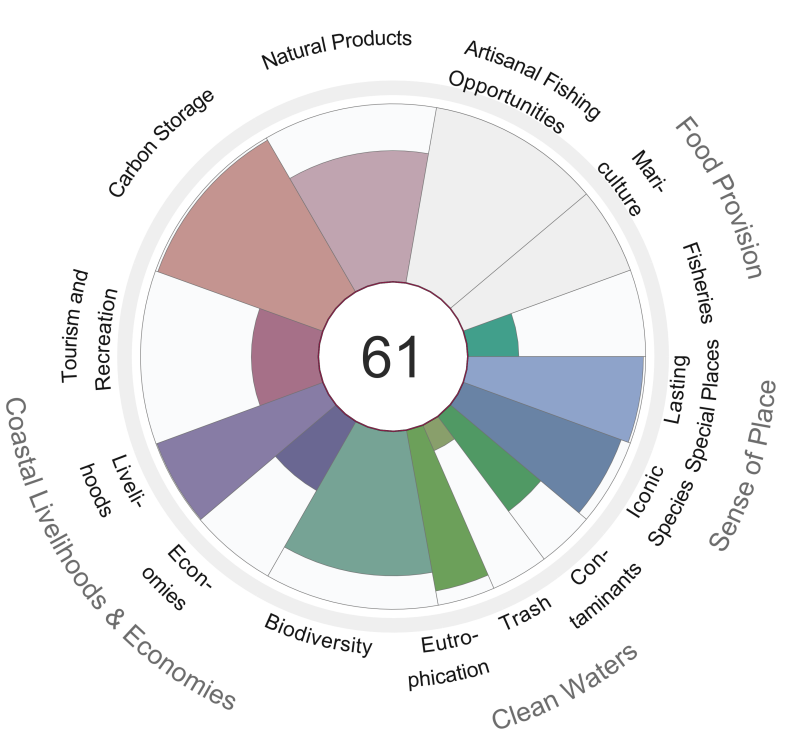 Natural Products
Artisanal Fishing
Opportunities
Carbon Storage
Food Provision
Mari-
culture
Fisheries
Tourism and
Recreation
61
Lasting
Special Places
Sense of Place
Iconic
Species
Liveli-
hoods
Coastal Livelihoods & Economies
Econ-
omies
Con-
taminants
Trash
Biodiversity
Eutro-
phication
Clean Waters